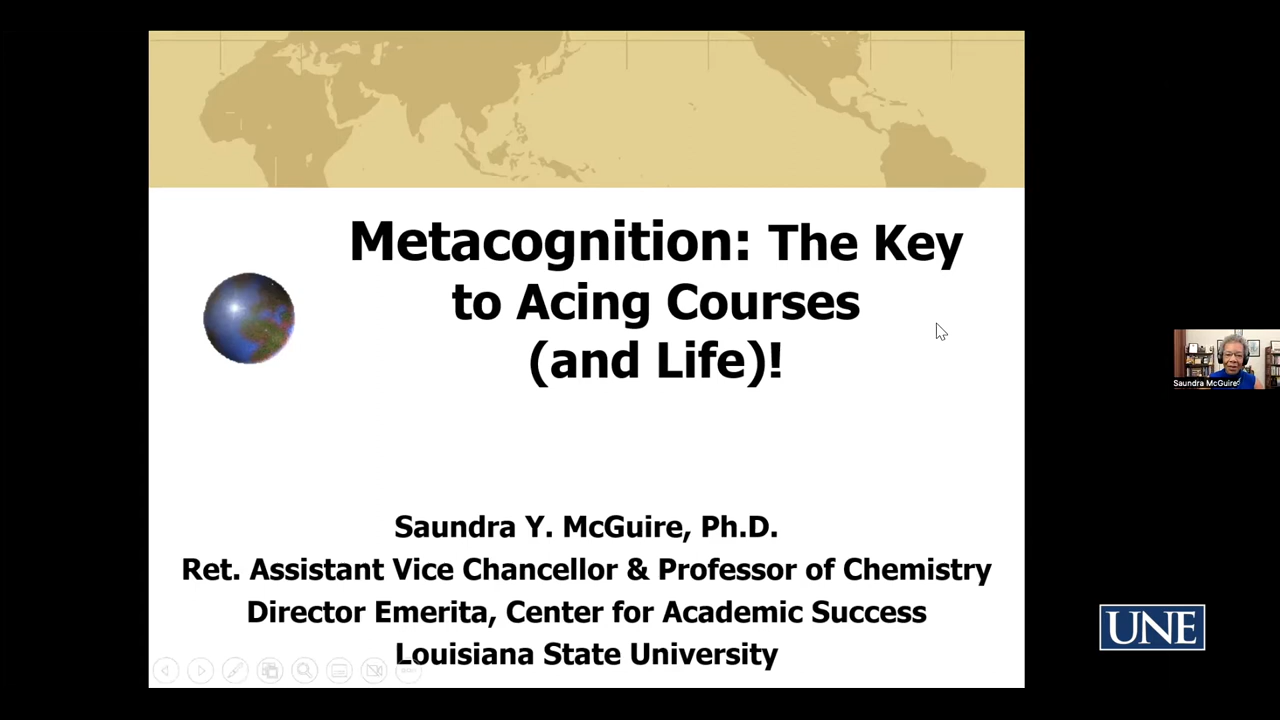 Metacognition: The Key
to Acing Courses
(and Life)!
Saundra Y. McGuire, Ph.D.
Ret. Assistant Vice Chancellor & Professor of Chemistry
Director Emerita, Center for Academic Success
Louisiana State University
Saundra McGuire
UNE